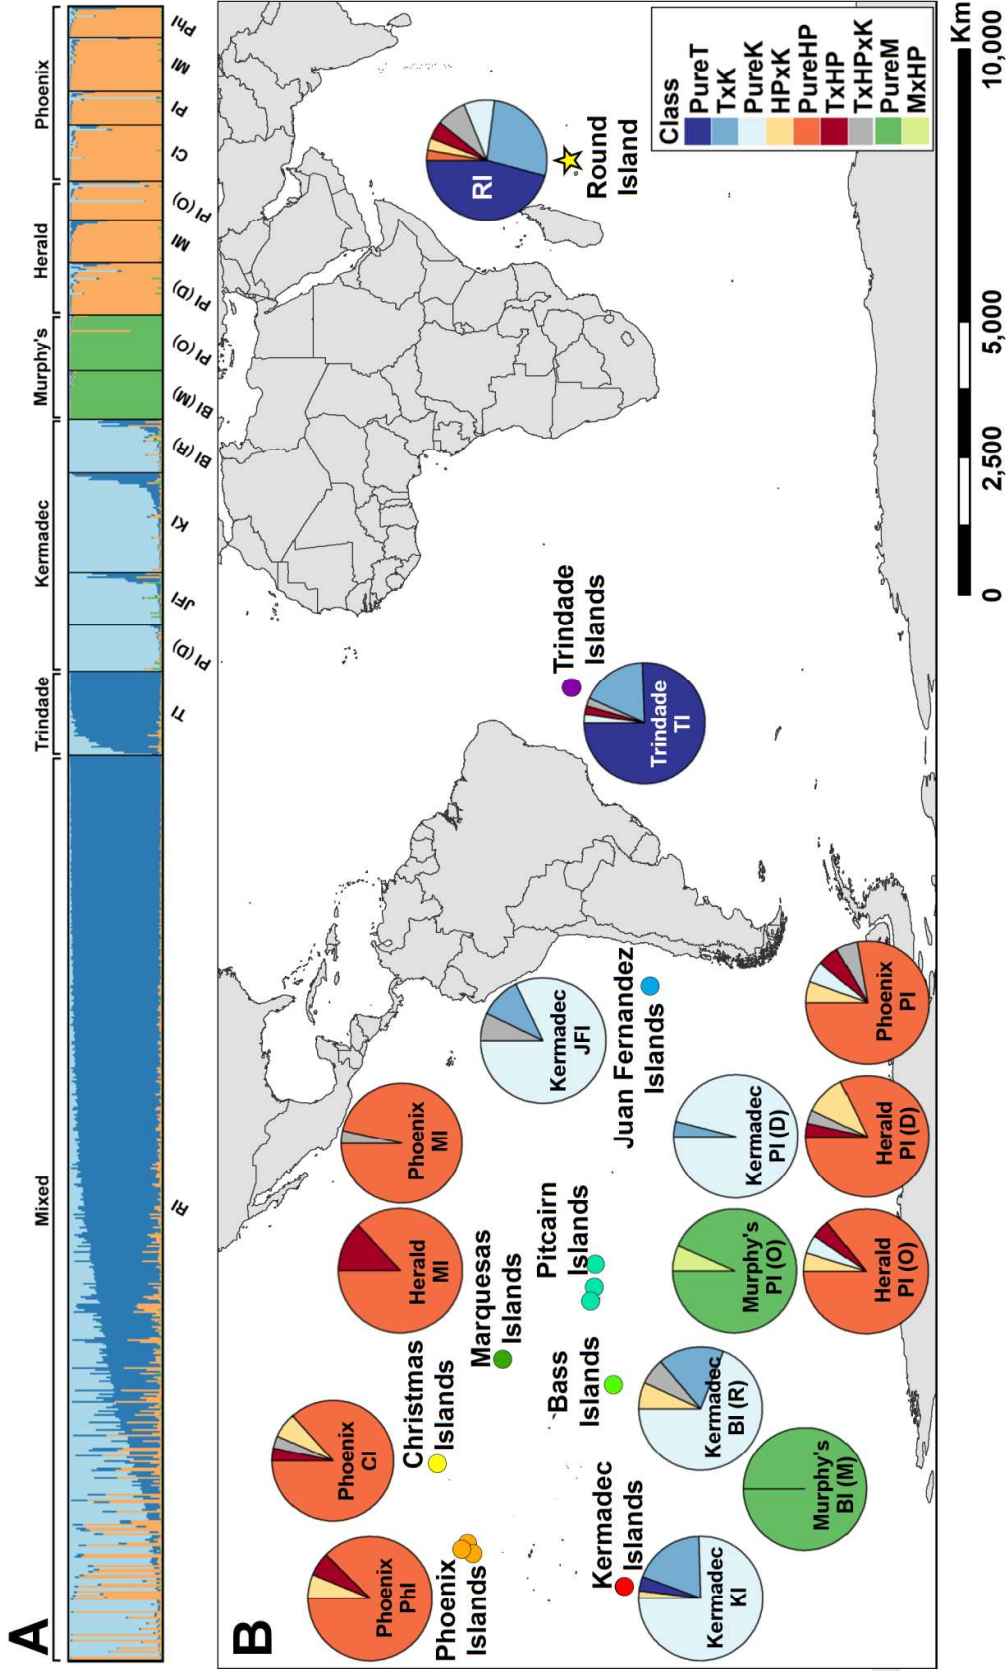 A
Mixed
Trindade
Kermadec
Murphy's
Herald
Phoenix
RI
TI
PI (D)
JFI
KI
BI (R)
BI (M)
PI (O)
PI (D)
MI
PI (O)
CI
PI
MI
PhI
B
Phoenix
PhI
Phoenix
CI
Herald
MI
Phoenix
MI
Phoenix
Islands
Christmas
Islands
Marquesas
Islands
Kermadec
Islands
Bass
Islands
Pitcairn
Islands
Juan Fernandez
Islands
Kermadec
JFI
Kermadec
KI
Kermadec
BI (R)
Murphy's
BI (M)
Murphy's
PI (O)
Kermadec
PI (D)
Herald
PI (O)
Herald
PI (D)
Phoenix
PI
Trindade
Islands
Trindade
TI
RI
Round
Island
Class
PureT
TxK
PureK
HPxK
PureHP
TxHP
TxHPxK
PureM
MxHP
Km
0
2,500
5,000
10,000